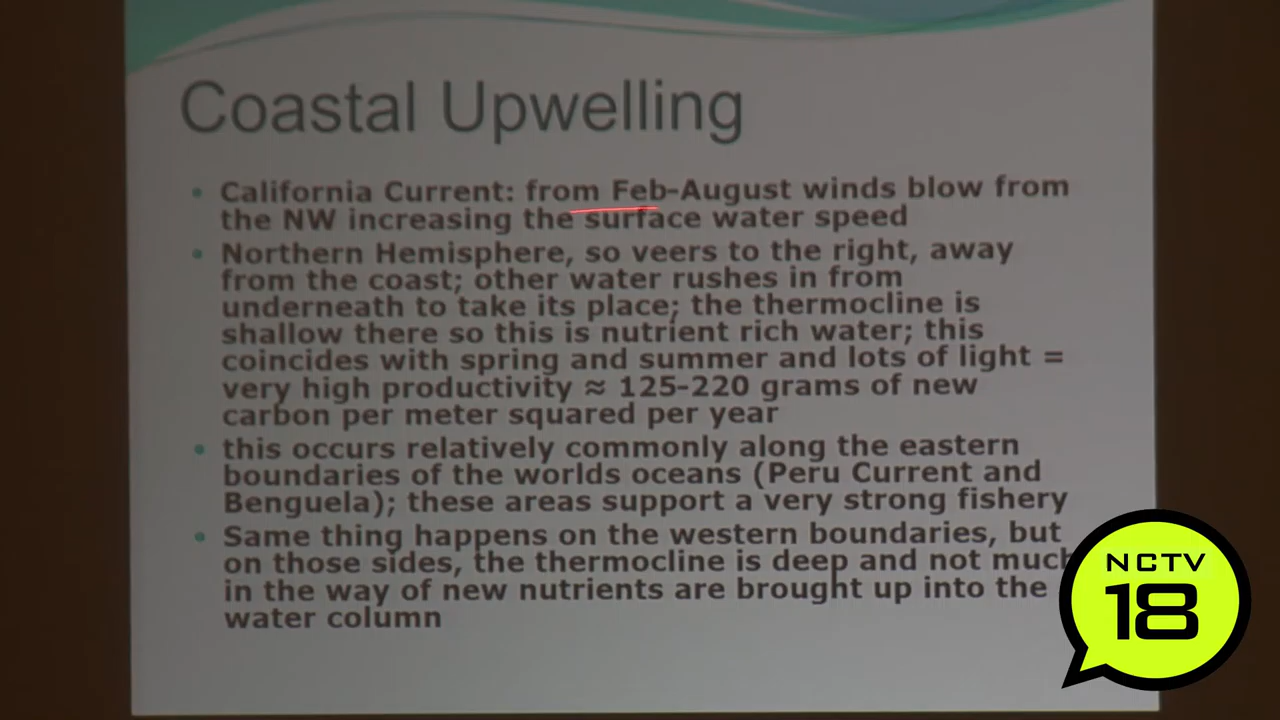 Coastal Upwelling
• California Current: from Feb-August winds blow from
the NW increasing the surface water speed
• Northern Hemisphere, so veers to the right, away
from the coast; other water rushes in from
underneath to take its place; the thermocline is
shallow there so this is nutrient rich water; this
coincides with spring and summer and lots of light =
very high productivity ≈ 125-220 grams of new
carbon per meter squared per year
• this occurs relatively commonly along the eastern
boundaries of the worlds oceans (Peru Current and
Benguela); these areas support a very strong fishery
• Same thing happens on the western boundaries, but
on those sides, the thermocline is deep and not much
in the way of new nutrients are brought up into the
water column
NCTV
18